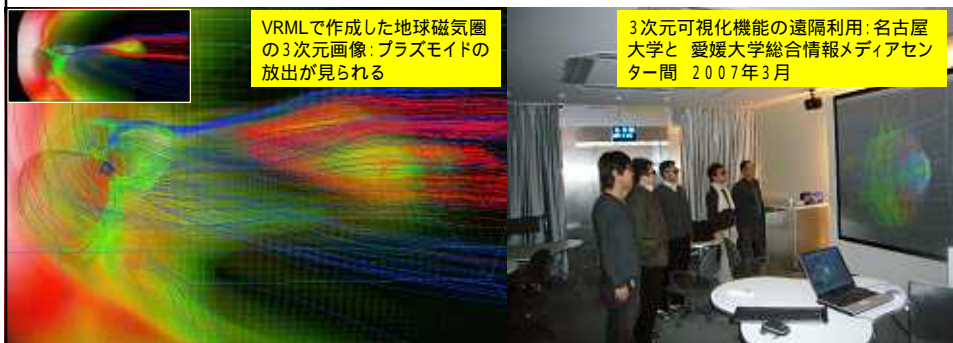 VRMLで作成した地球磁気圏
の3次元画像:プラズモイドの
放出が見られる
3次元可視化機能の遠隔利用:名古屋
大学と 愛媛大学総合情報メディアセン
ター間 2007年3月